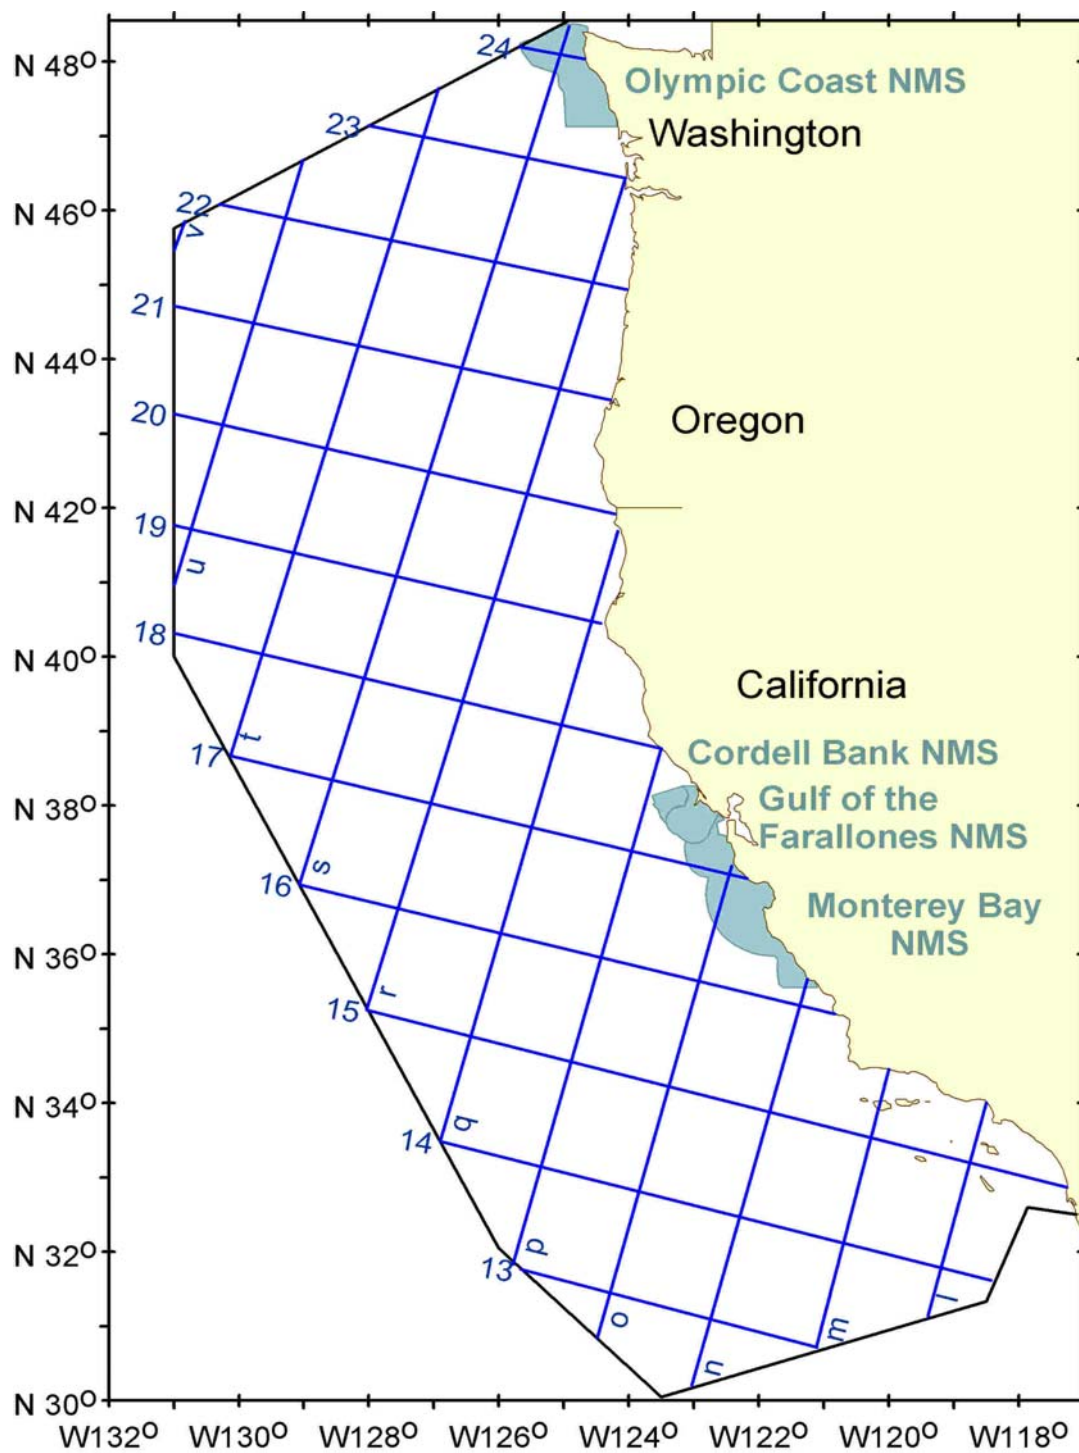 24
N 48°
Olympic Coast NMS
23
Washington
22
N 46°
v
21
N 44°
20
Oregon
N 42°
19
u
18
N 40°
California
t
17
Cordell Bank NMS
N 38°
Gulf of the
Farallones NMS
s
16
Monterey Bay
NMS
N 36°
r
15
N 34°
q
14
p
N 32°
13
l
o
m
n
N 30°
W132° W130° W128° W126° W124° W122° W120° W118°